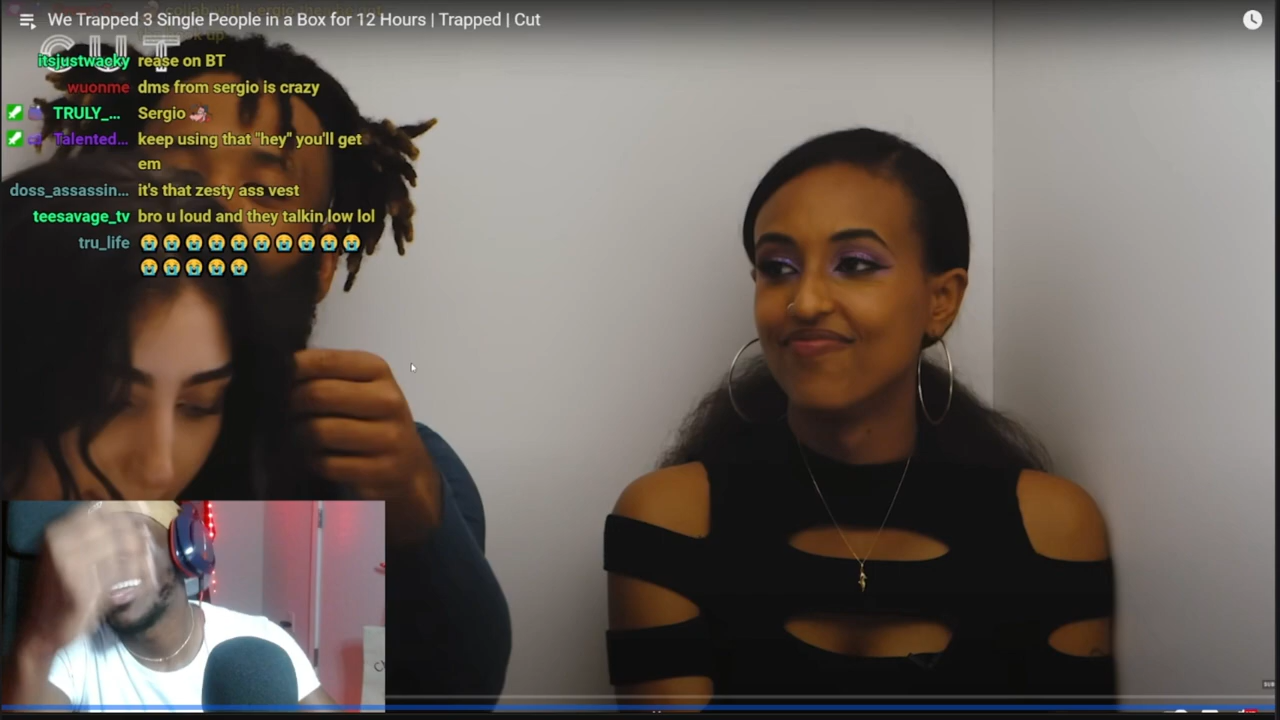 We Trapped 3 Single People in a Box for 12 Hours | Trapped | Cut
CUT
itsjustwacky rease on BT
wuonme dms from sergio is crazy
TRULY_... Sergio
Talented... keep using that "hey" you'll get
em
doss_assassin... it's that zesty ass vest
teesavage_tv bro u loud and they talkin low lol
tru_life 😭😭😭😭😭😭😭😭😭😭
😭😭😭😭😭